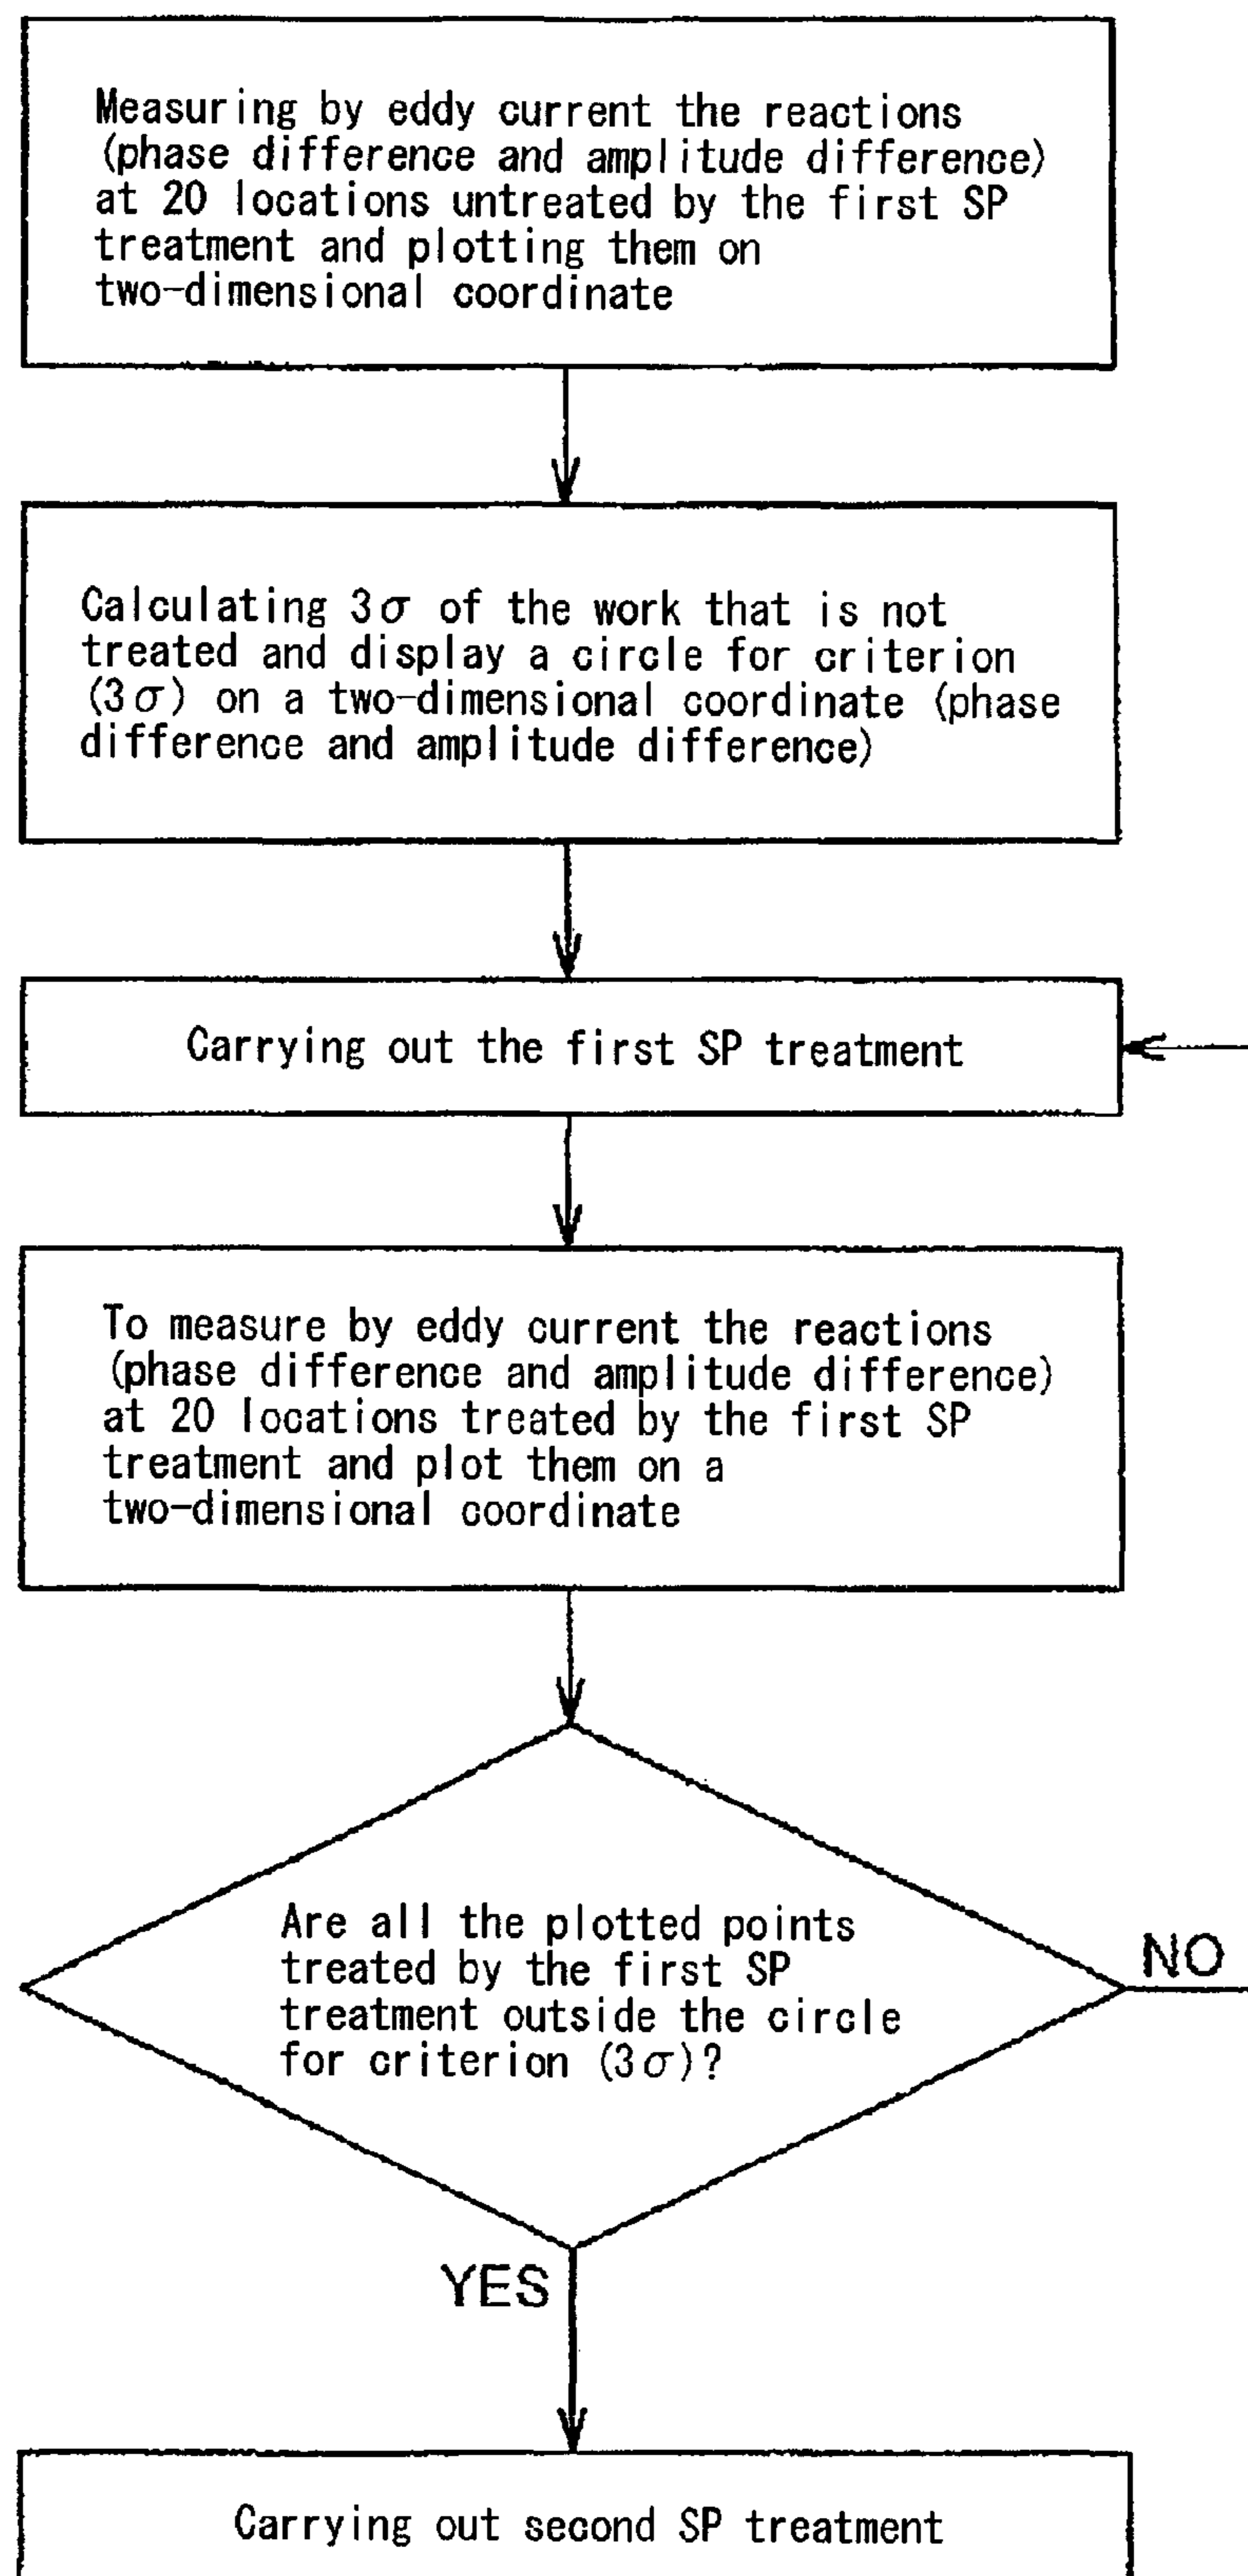 Measuring by eddy current the reactions
(phase difference and amplitude difference)
at 20 locations untreated by the first SP
treatment and plotting them on
two-dimensional coordinate
Calculating 3σ of the work that is not
treated and display a circle for criterion
(3σ) on a two-dimensional coordinate (phase
difference and amplitude difference)
Carrying out the first SP treatment
To measure by eddy current the reactions
(phase difference and amplitude difference)
at 20 locations treated by the first SP
treatment and plot them on a
two-dimensional coordinate
Are all the plotted points
treated by the first SP
treatment outside the circle
for criterion (3σ)?
NO
YES
Carrying out second SP treatment